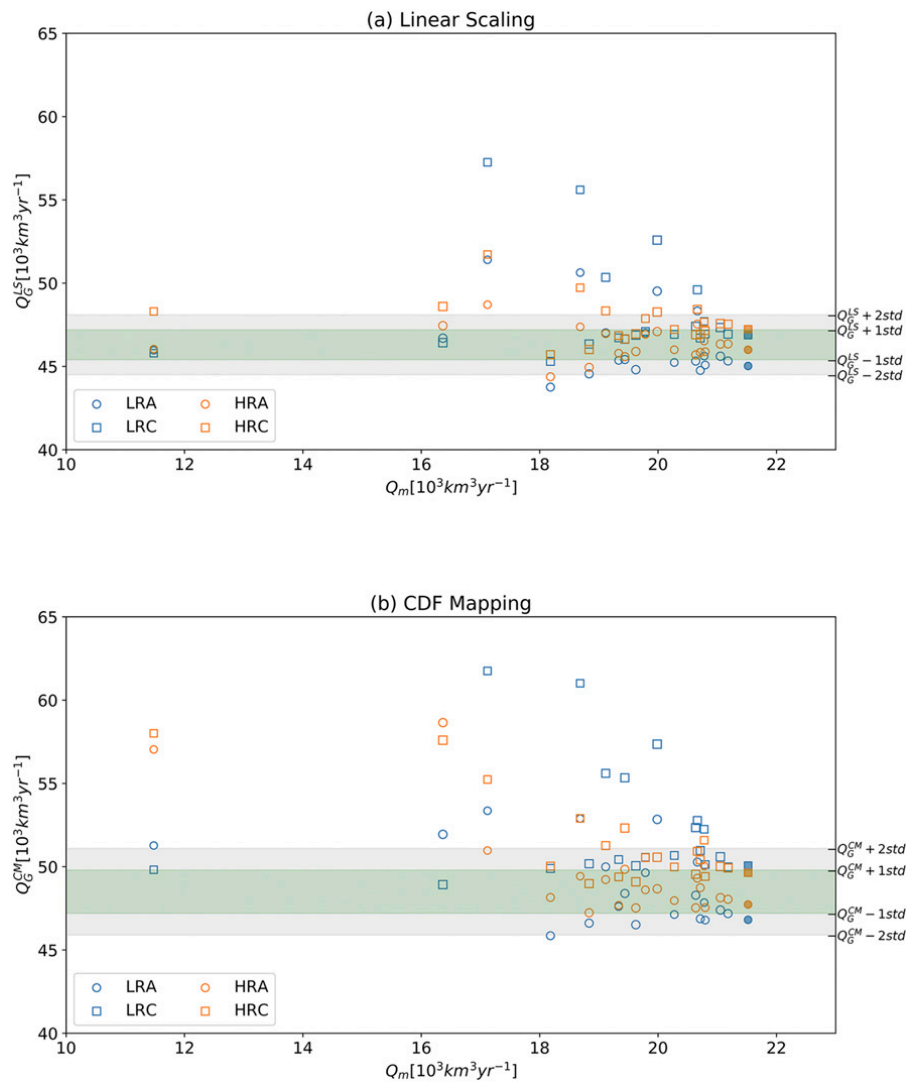 (a) Linear Scaling
65
60
55
50
45
40
Q_G^{LS}[10^3km^3yr^{-1}]
Q_G^{LS}+2std
Q_G^{LS}+1std
Q_G^{LS}−1std
Q_G^{LS}−2std
LRA HRA
LRC HRC
10 12 14 16 18 20 22
Q_m[10^3km^3yr^{-1}]
(b) CDF Mapping
65
60
55
50
45
40
Q_G^{CM}[10^3km^3yr^{-1}]
Q_G^{CM}+2std
Q_G^{CM}+1std
Q_G^{CM}−1std
Q_G^{CM}−2std
LRA HRA
LRC HRC
10 12 14 16 18 20 22
Q_m[10^3km^3yr^{-1}]